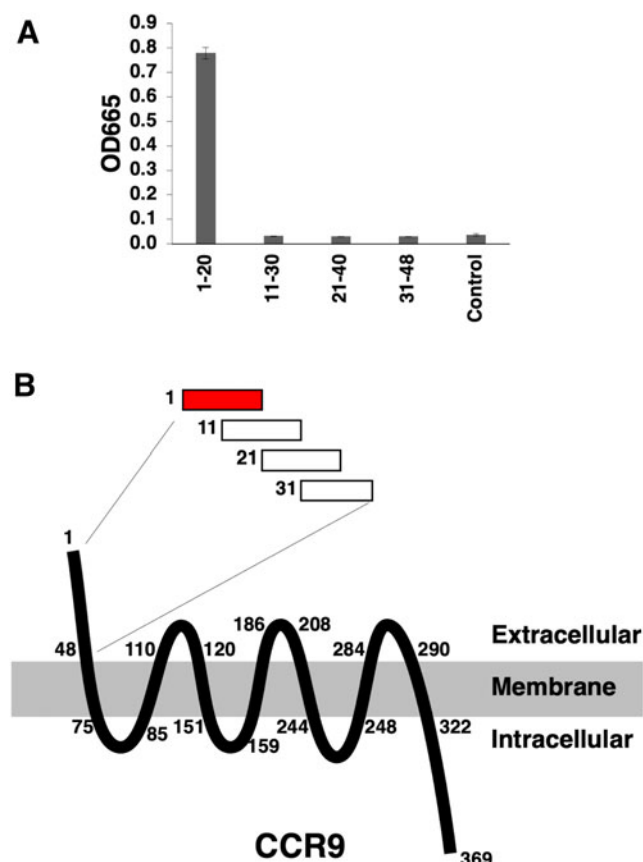 A
OD665
0.9
0.8
0.7
0.6
0.5
0.4
0.3
0.2
0.1
0.0
1-20
11-30
21-40
31-48
Control
B
1
11
21
31
1
186 208
48 110 120 284 290
Extracellular
Membrane
75 85 151 159 244 248 322
Intracellular
CCR9
369